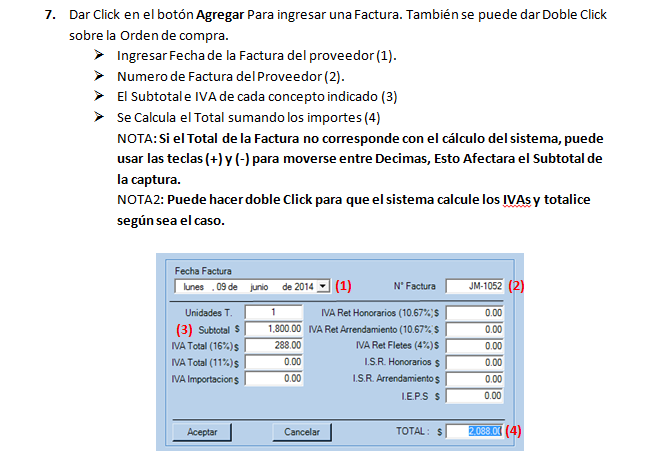 7. Dar Click en el botón Agregar Para ingresar una Factura. También se puede dar Doble Click
sobre la Orden de compra.
➢ Ingresar Fecha de la Factura del proveedor (1).
➢ Numero de Factura del Proveedor (2).
➢ El Subtotal e IVA de cada concepto indicado (3)
➢ Se Calcula el Total sumando los importes (4)
NOTA: Si el Total de la Factura no corresponde con el cálculo del sistema, puede
usar las teclas (+) y (-) para moverse entre Decimas, Esto Afectara el Subtotal de
la captura.
NOTA2: Puede hacer doble Click para que el sistema calcule los IVAs y totalice
según sea el caso.
Fecha Factura
lunes , 09 de junio de 2014 (1) N° Factura JM-1052 (2)
Unidades T. 1 IVA Ret Honorarios (10.67%)$ 0.00
(3) Subtotal $ 1,800.00 IVA Ret Arrendamiento (10.67% $ 0.00
IVA Total (16%)$ 288.00 IVA Ret Fletes (4%)$ 0.00
IVA Total (11%)$ 0.00 I.S.R. Honorarios $ 0.00
IVA Importacion$ 0.00 I.S.R. Arrendamiento$ 0.00
I.E.P.S $ 0.00
Aceptar Cancelar TOTAL : $ 2,088.00 (4)